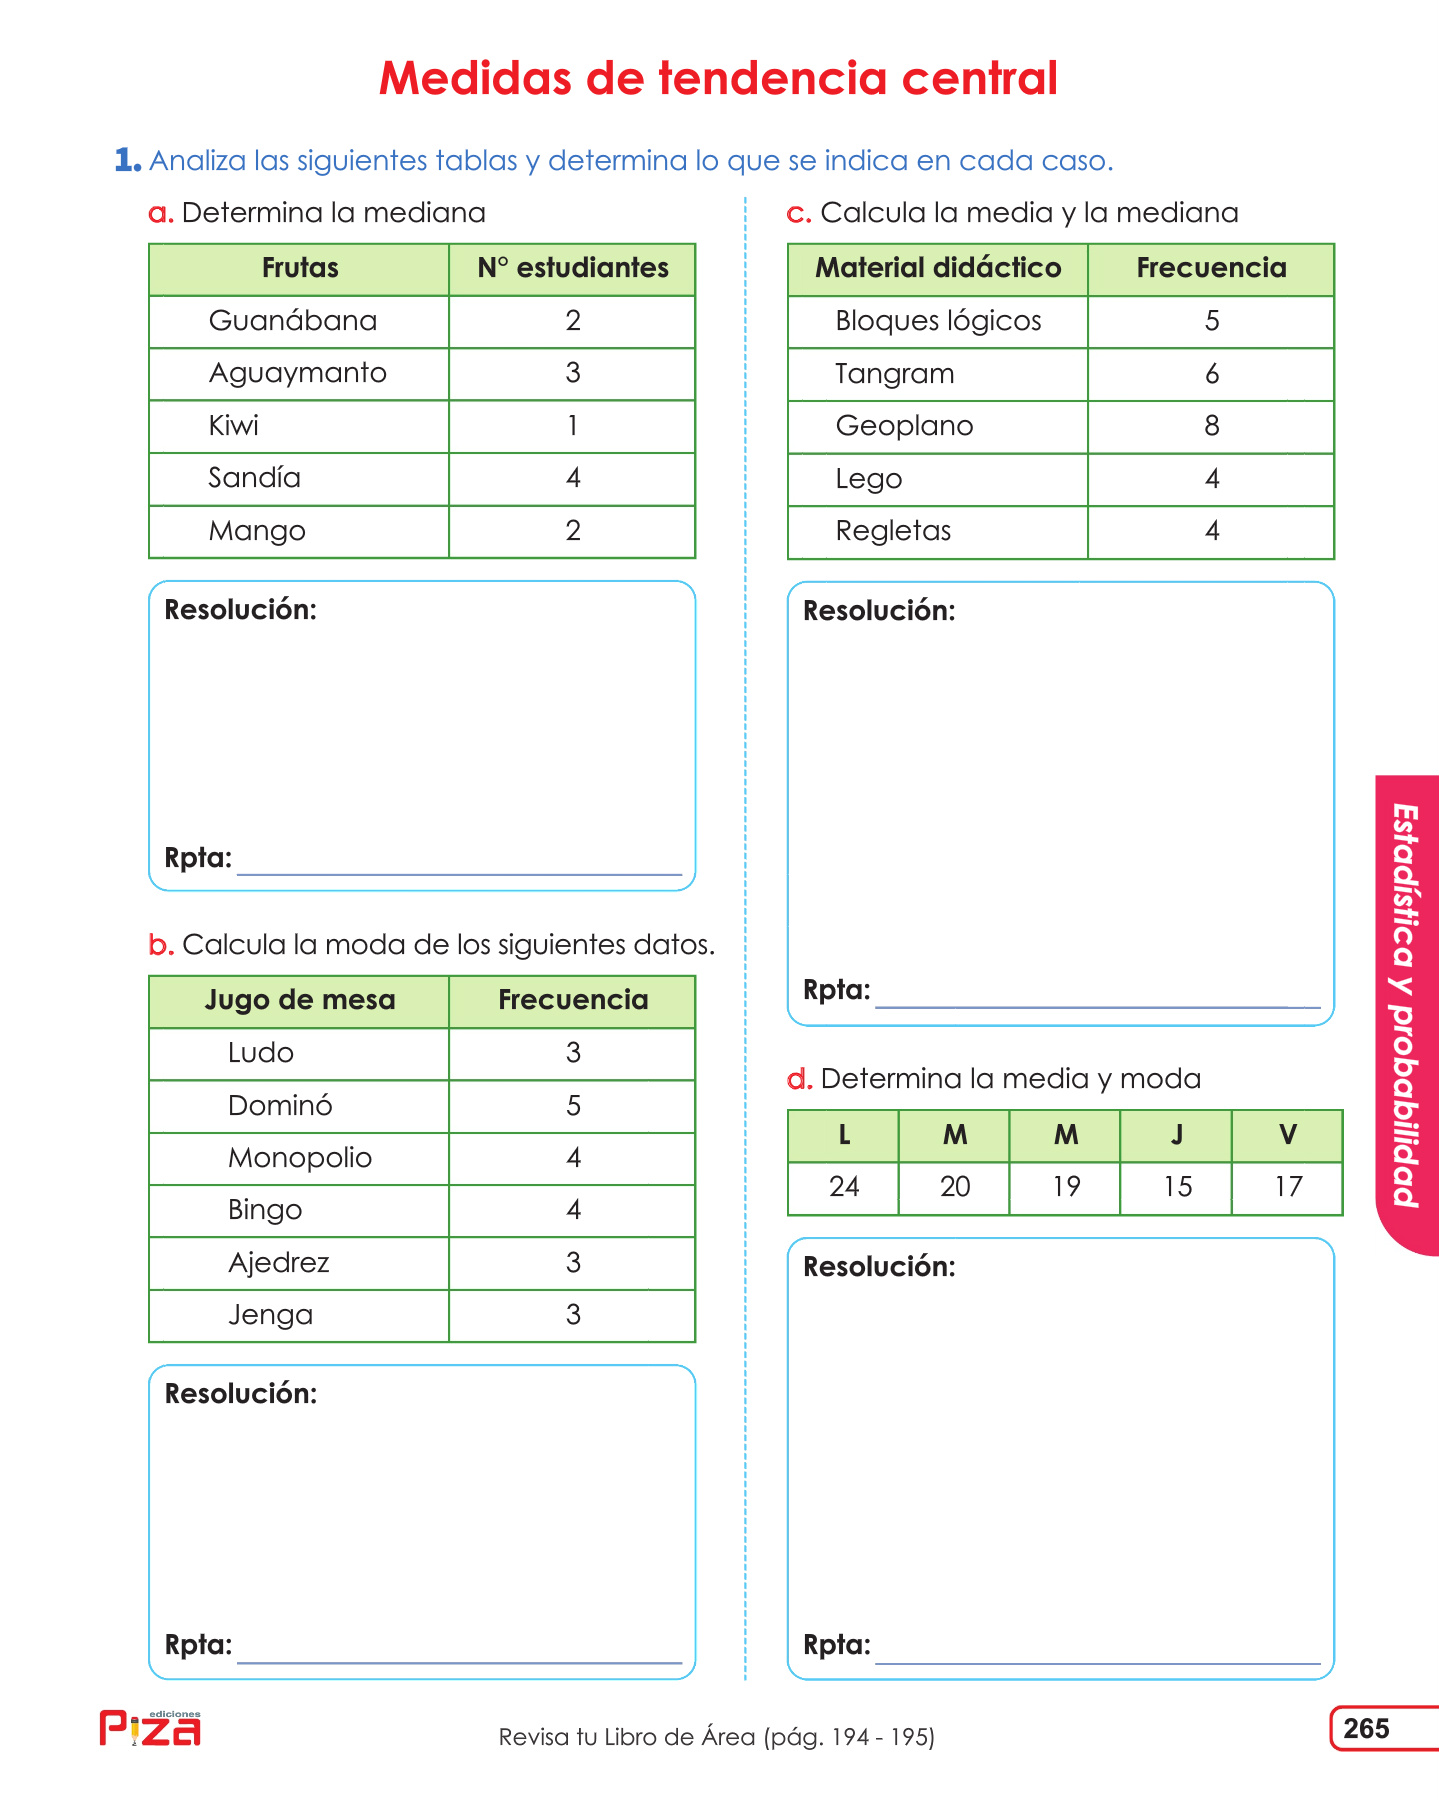 Medidas de tendencia central
1. Analiza las siguientes tablas y determina lo que se indica en cada caso.
a. Determina la mediana
Frutas N° estudiantes
Guanábana 2
Aguaymanto 3
Kiwi 1
Sandía 4
Mango 2
Resolución:
Rpta:
b. Calcula la moda de los siguientes datos.
Jugo de mesa Frecuencia
Ludo 3
Dominó 5
Monopolio 4
Bingo 4
Ajedrez 3
Jenga 3
Resolución:
Rpta:
c. Calcula la media y la mediana
Material didáctico Frecuencia
Bloques lógicos 5
Tangram 6
Geoplano 8
Lego 4
Regletas 4
Resolución:
Rpta:
d. Determina la media y moda
L M M J V
24 20 19 15 17
Resolución:
Rpta:
Estadística y probabilidad
ediciones
Piza
Revisa tu Libro de Área (pág. 194 - 195)
265